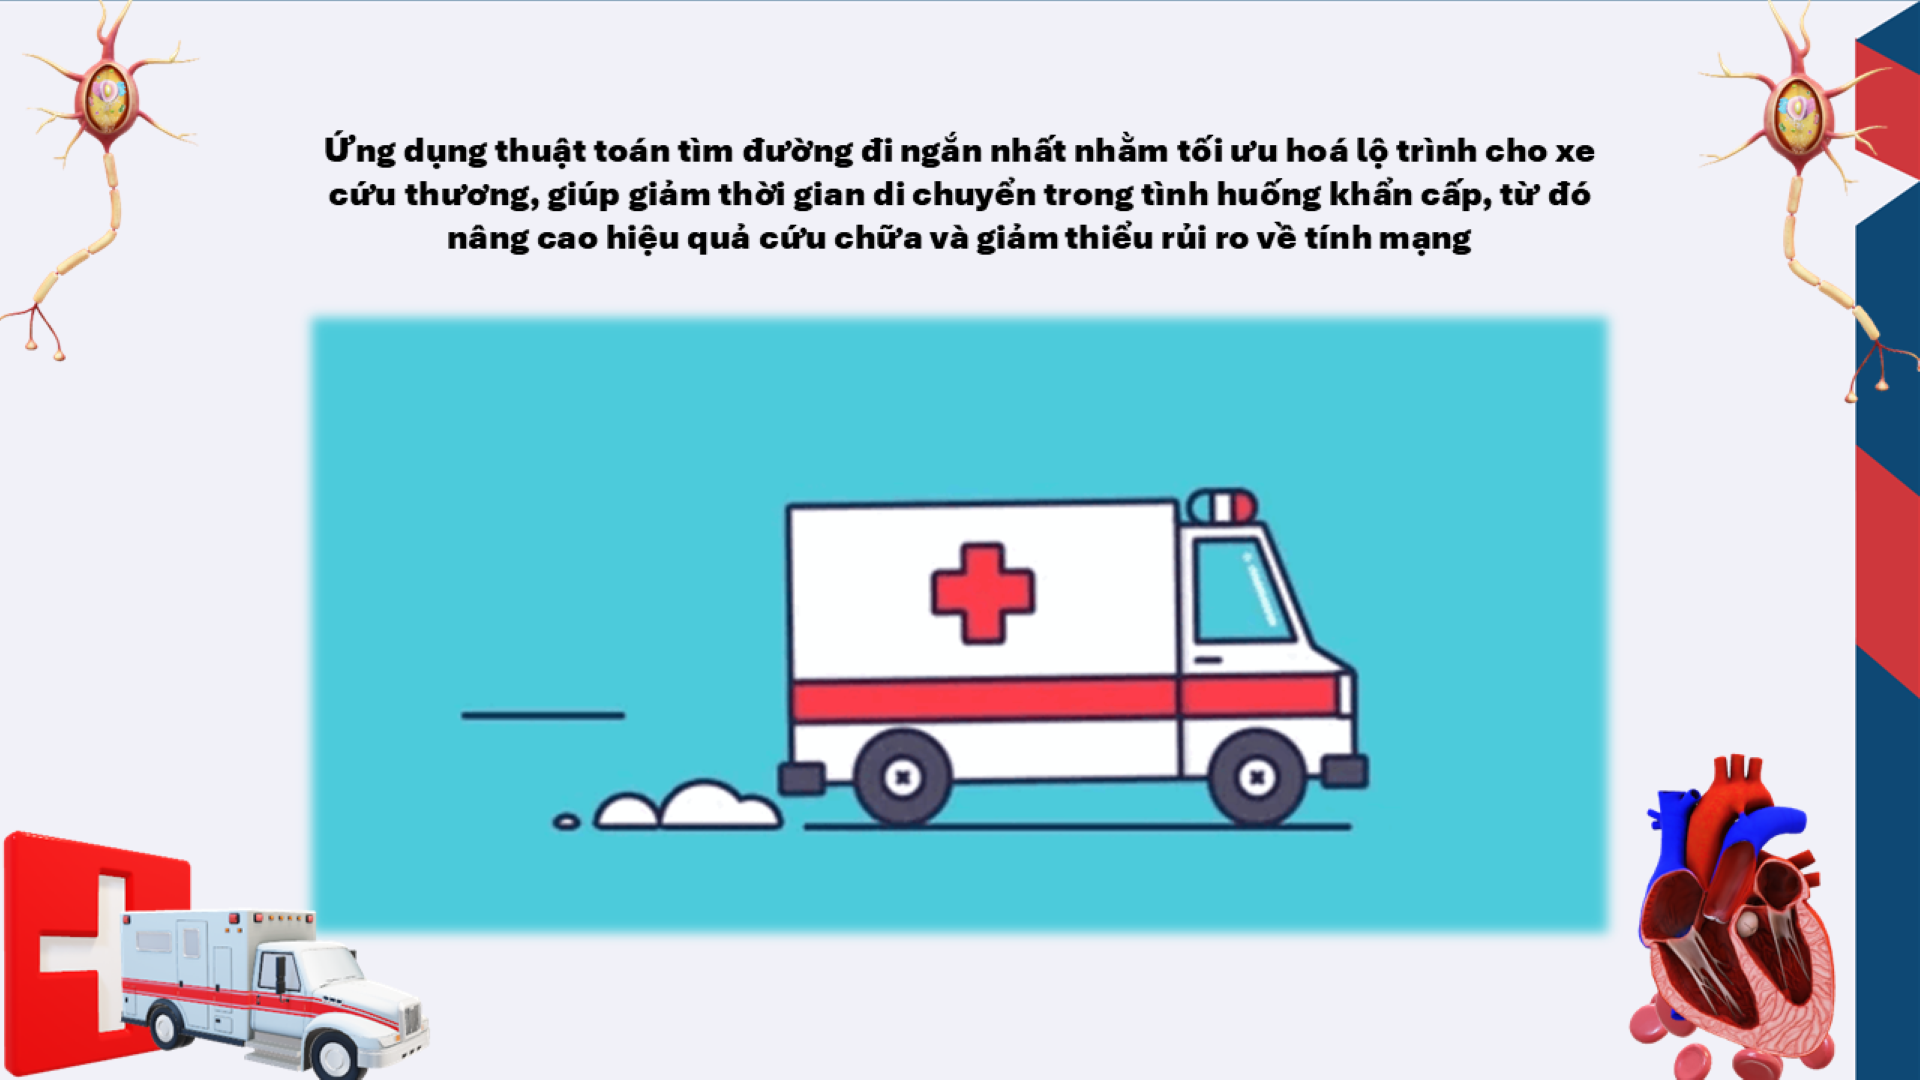 Ứng dụng thuật toán tìm đường đi ngắn nhất nhằm tối ưu hoá lộ trình cho xe
cứu thương, giúp giảm thời gian di chuyển trong tình huống khẩn cấp, từ đó
nâng cao hiệu quả cứu chữa và giảm thiểu rủi ro về tính mạng